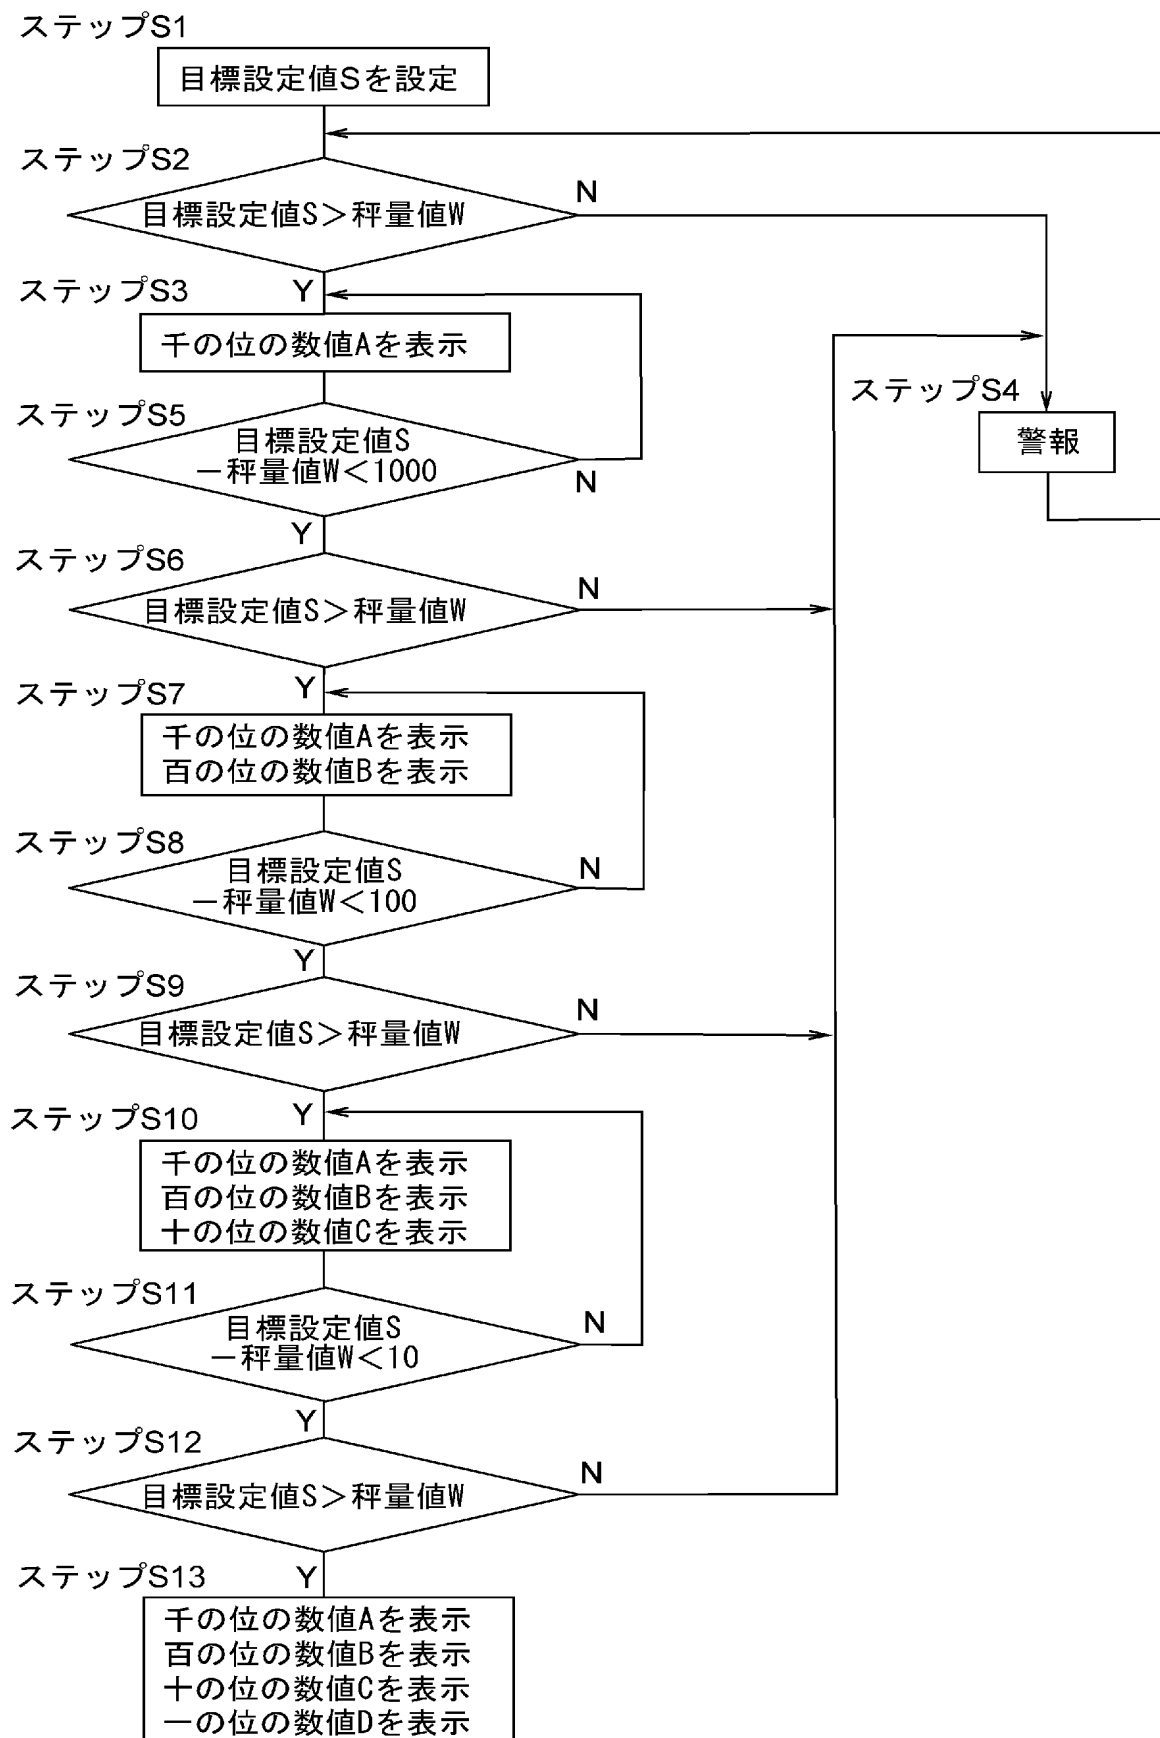 ステップS1
目標設定値Sを設定
ステップS2
目標設定値S＞秤量値W
N
Y
ステップS3
千の位の数値Aを表示
ステップS4
警報
ステップS5
目標設定値S
－秤量値W＜1000
N
Y
ステップS6
目標設定値S＞秤量値W
N
Y
ステップS7
千の位の数値Aを表示
百の位の数値Bを表示
ステップS8
目標設定値S
－秤量値W＜100
N
Y
ステップS9
目標設定値S＞秤量値W
N
Y
ステップS10
千の位の数値Aを表示
百の位の数値Bを表示
十の位の数値Cを表示
ステップS11
目標設定値S
－秤量値W＜10
N
Y
ステップS12
目標設定値S＞秤量値W
N
Y
ステップS13
千の位の数値Aを表示
百の位の数値Bを表示
十の位の数値Cを表示
一の位の数値Dを表示